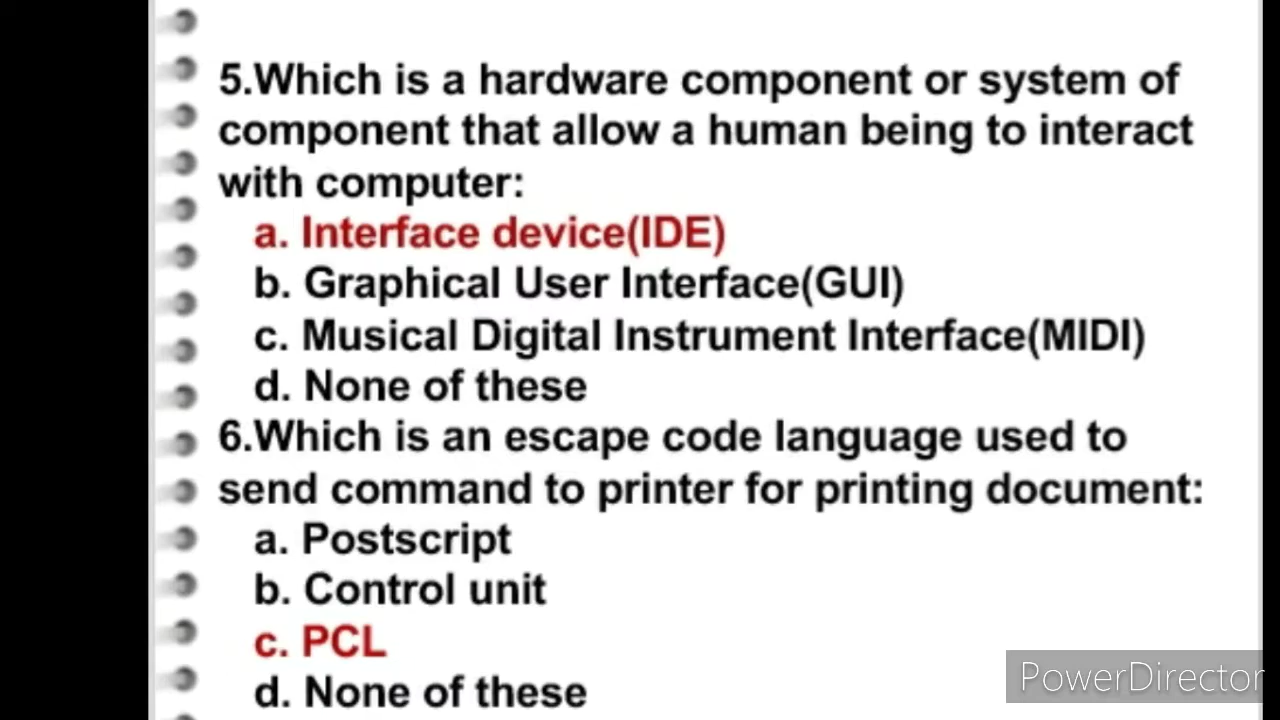 5.Which is a hardware component or system of
component that allow a human being to interact
with computer:
a. Interface device(IDE)
b. Graphical User Interface(GUI)
c. Musical Digital Instrument Interface(MIDI)
d. None of these
6.Which is an escape code language used to
send command to printer for printing document:
a. Postscript
b. Control unit
c. PCL
d. None of these
PowerDirector